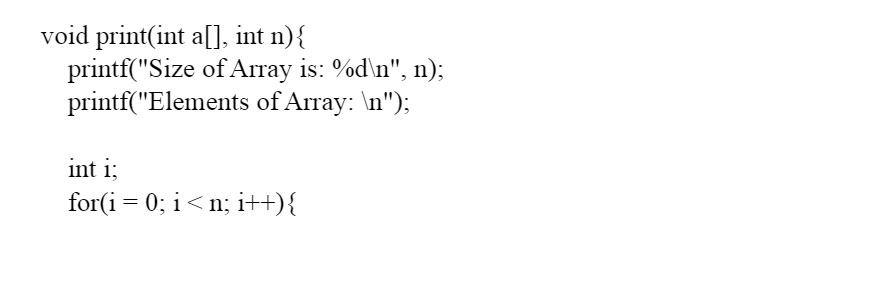 void print(int a[], int n){
printf("Size of Array is: %d\n", n);
printf("Elements of Array: \n");
int i;
for(i = 0; i < n; i++){